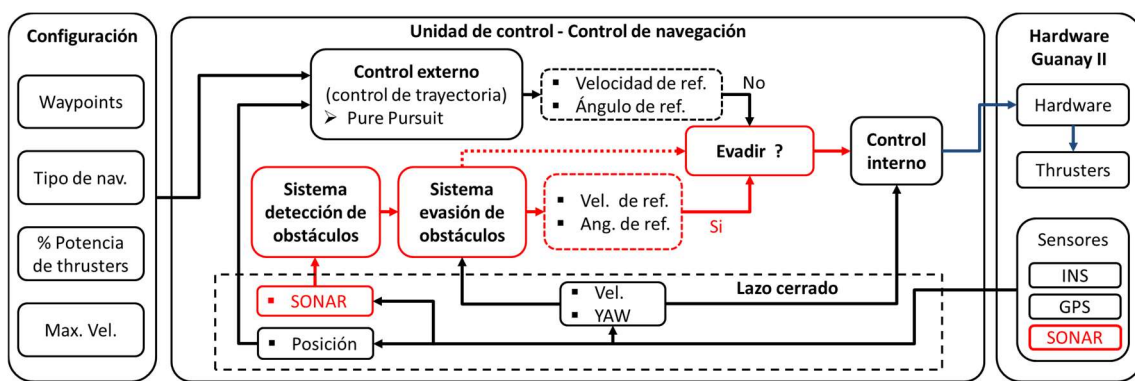 Configuración
Waypoints
Tipo de nav.
% Potencia
de thrusters
Max. Vel.
Unidad de control - Control de navegación
Control externo
(control de trayectoria)
➢ Pure Pursuit
▪ Velocidad de ref.
▪ Ángulo de ref.
No
Evadir ?
Control
interno
Sistema
detección de
obstáculos
Sistema
evasión de
obstáculos
▪ Vel. de ref.
▪ Ang. de ref.
Si
Lazo cerrado
▪ SONAR
▪ Vel.
▪ YAW
▪ Posición
Hardware
Guanay II
Hardware
Thrusters
Sensores
INS
GPS
SONAR